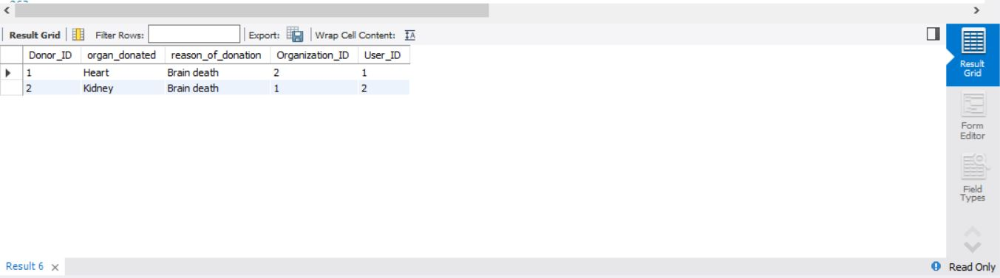 Result Grid Filter Rows: Export: Wrap Cell Content:
Donor_ID organ_donated reason_of_donation Organization_ID User_ID
1 Heart Brain death 2 1
2 Kidney Brain death 1 2
Result
Grid
Form
Editor
Field
Types
Result 6 Read Only